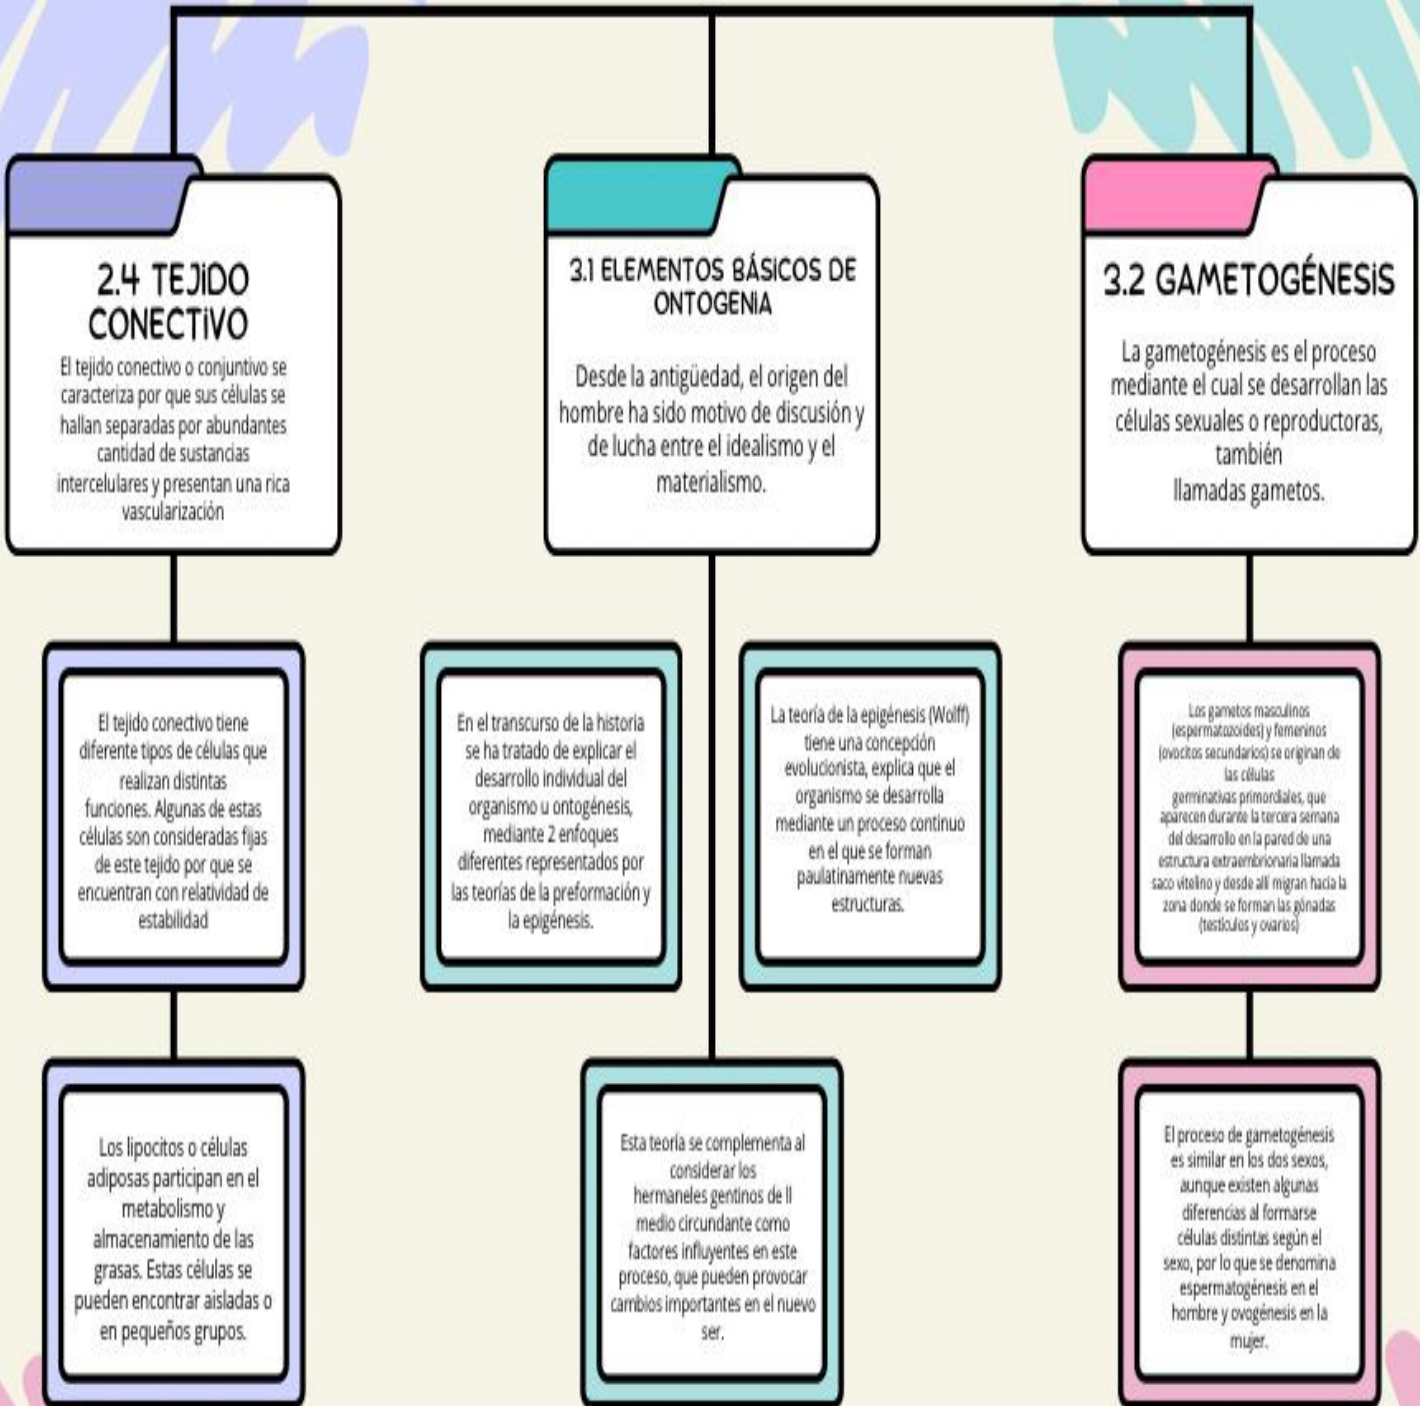 2.4 TEJIDO
CONECTIVO
El tejido conectivo o conjuntivo se
caracteriza por que sus células se
hallan separadas por abundantes
cantidad de sustancias
intercelulares y presentan una rica
vascularización
El tejido conectivo tiene
diferente tipos de células que
realizan distintas
funciones. Algunas de estas
células son consideradas fijas
de este tejido por que se
encuentran con relatividad de
estabilidad
Los lipocitos o células
adiposas participan en el
metabolismo y
almacenamiento de las
grasas. Estas células se
pueden encontrar aisladas o
en pequeños grupos.
3.1 ELEMENTOS BÁSICOS DE
ONTOGENIA
Desde la antigüedad, el origen del
hombre ha sido motivo de discusión y
de lucha entre el idealismo y el
materialismo.
En el transcurso de la historia
se ha tratado de explicar el
desarrollo individual del
organismo u ontogénesis,
mediante 2 enfoques
diferentes representados por
las teorías de la preformación y
la epigénesis.
La teoría de la epigénesis (Wolff)
tiene una concepción
evolucionista, explica que el
organismo se desarrolla
mediante un proceso continuo
en el que se forman
paulatinamente nuevas
estructuras.
Esta teoría se complementa al
considerar los
hermaneles gentinos de ll
medio circundante como
factores influyentes en este
proceso, que pueden provocar
cambios importantes en el nuevo
ser.
3.2 GAMETOGÉNESIS
La gametogénesis es el proceso
mediante el cual se desarrollan las
células sexuales o reproductoras,
también
llamadas gametos.
Los gametos masculinos
(espermatozoides) y femeninos
(ovocitos secundarios) se originan de
las células
germinativas primordiales, que
aparecen durante la tercera semana
del desarrollo en la pared de una
estructura extraembrionaria llamada
saco vitelino y desde allí migran hacia la
zona donde se forman las gónadas
(testículos y ovarios)
El proceso de gametogénesis
es similar en los dos sexos,
aunque existen algunas
diferencias al formarse
células distintas según el
sexo, por lo que se denomina
espermatogénesis en el
hombre y ovogénesis en la
mujer.